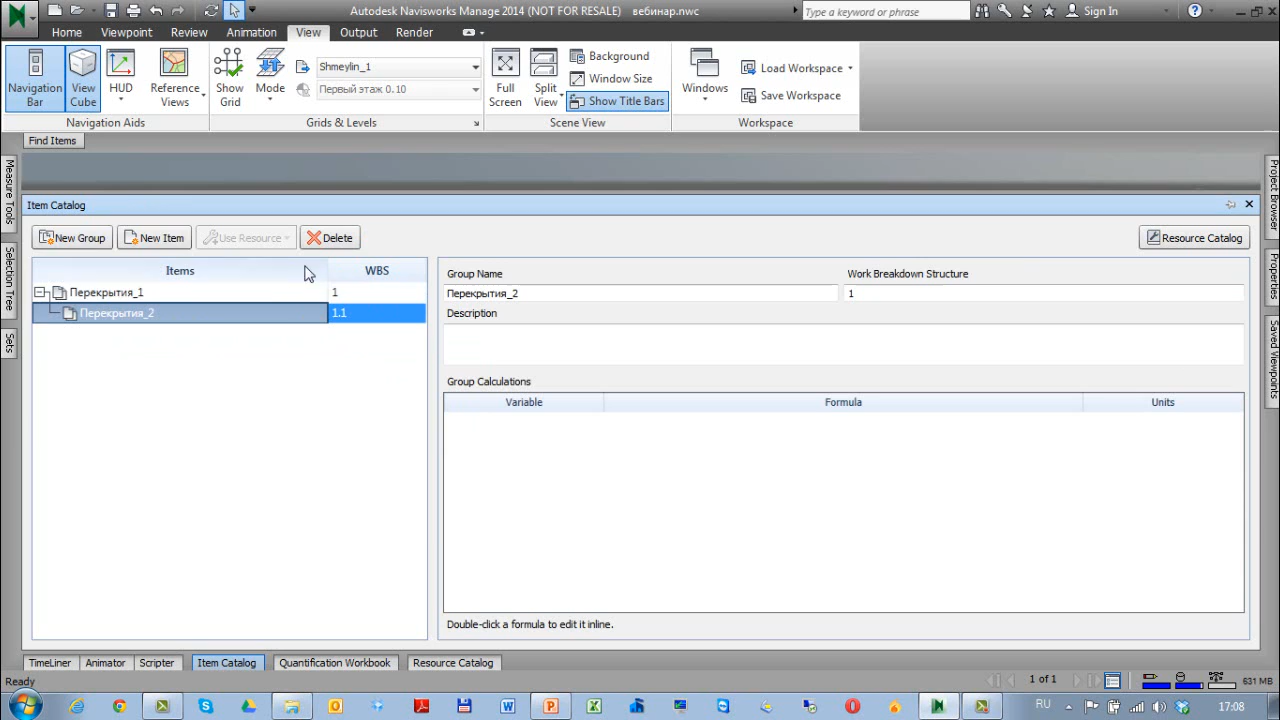 Autodesk Navisworks Manage 2014 (NOT FOR RESALE) вебинар.nwc
Type a keyword or phrase
Sign In
Home Viewpoint Review Animation View Output Render
Navigation Bar
View Cube
HUD
Reference Views
Navigation Aids
Show Grid
Mode
Shmeylin_1
Первый этаж 0.10
Grids & Levels
Full Screen
Split View
Background
Window Size
Show Title Bars
Scene View
Windows
Load Workspace
Save Workspace
Workspace
Find Items
Measure Tools
Selection Tree
Sets
Project Browser
Properties
Saved Viewpoints
Item Catalog
New Group New Item Use Resource Delete
Resource Catalog
Items WBS
Перекрытия_1 1
Перекрытия_2 1.1
Group Name Work Breakdown Structure
Перекрытия_2 1
Description
Group Calculations
Variable Formula Units
Double-click a formula to edit it inline.
TimeLiner Animator Scripter Item Catalog Quantification Workbook Resource Catalog
Ready
1 of 1
631 MB
RU
17:08